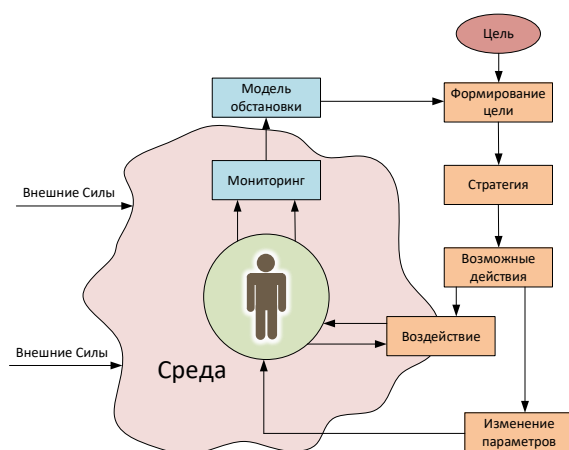 Цель
Модель
обстановки
Формирование
цели
Мониторинг
Стратегия
Внешние Силы
Возможные
действия
Воздействие
Внешние Силы
Среда
Изменение
параметров